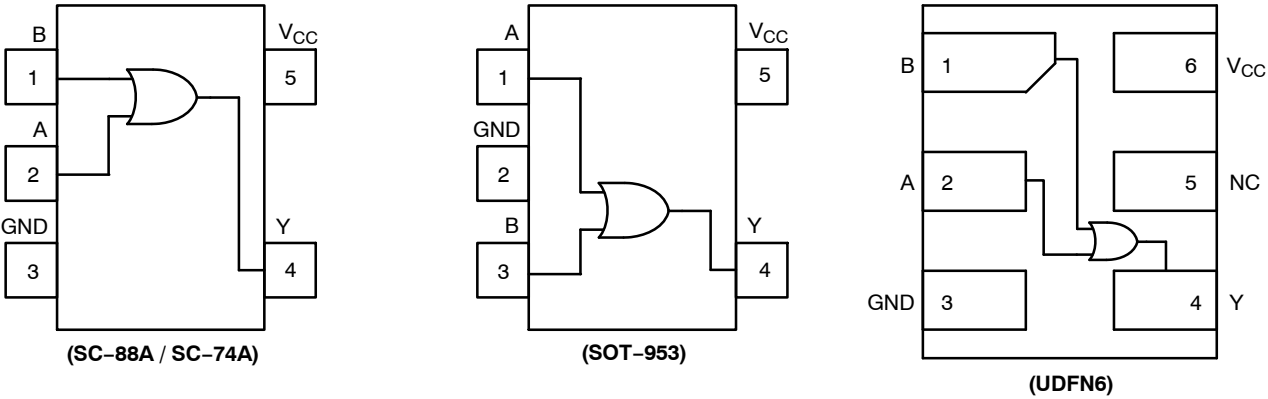 B
1
A
2
GND
3
VCC
5
Y
4
(SC−88A / SC−74A)
A
1
GND
2
B
3
VCC
5
Y
4
(SOT−953)
B 1
A 2
GND 3
6 VCC
5 NC
4 Y
(UDFN6)